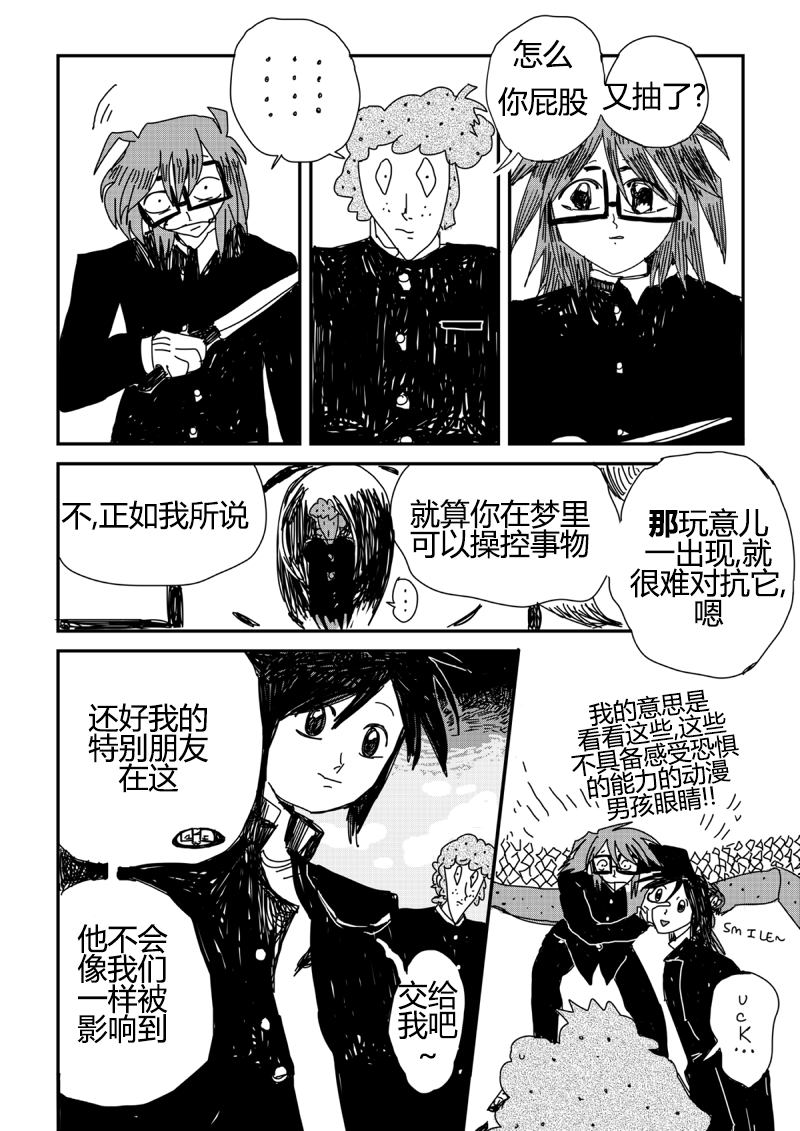 ............
怎么
你屁股
又抽了?
不,正如我所说
...
就算你在梦里
可以操控事物
那玩意儿
一出现,就
很难对抗它,
嗯
还好我的
特别朋友
在这
他不会
像我们
一样被
影响到
交给
我吧
~
我的意思是
看看这些,这些
不具备感受恐惧
的能力的动漫
男孩眼睛!!
SMILE~
UCK...